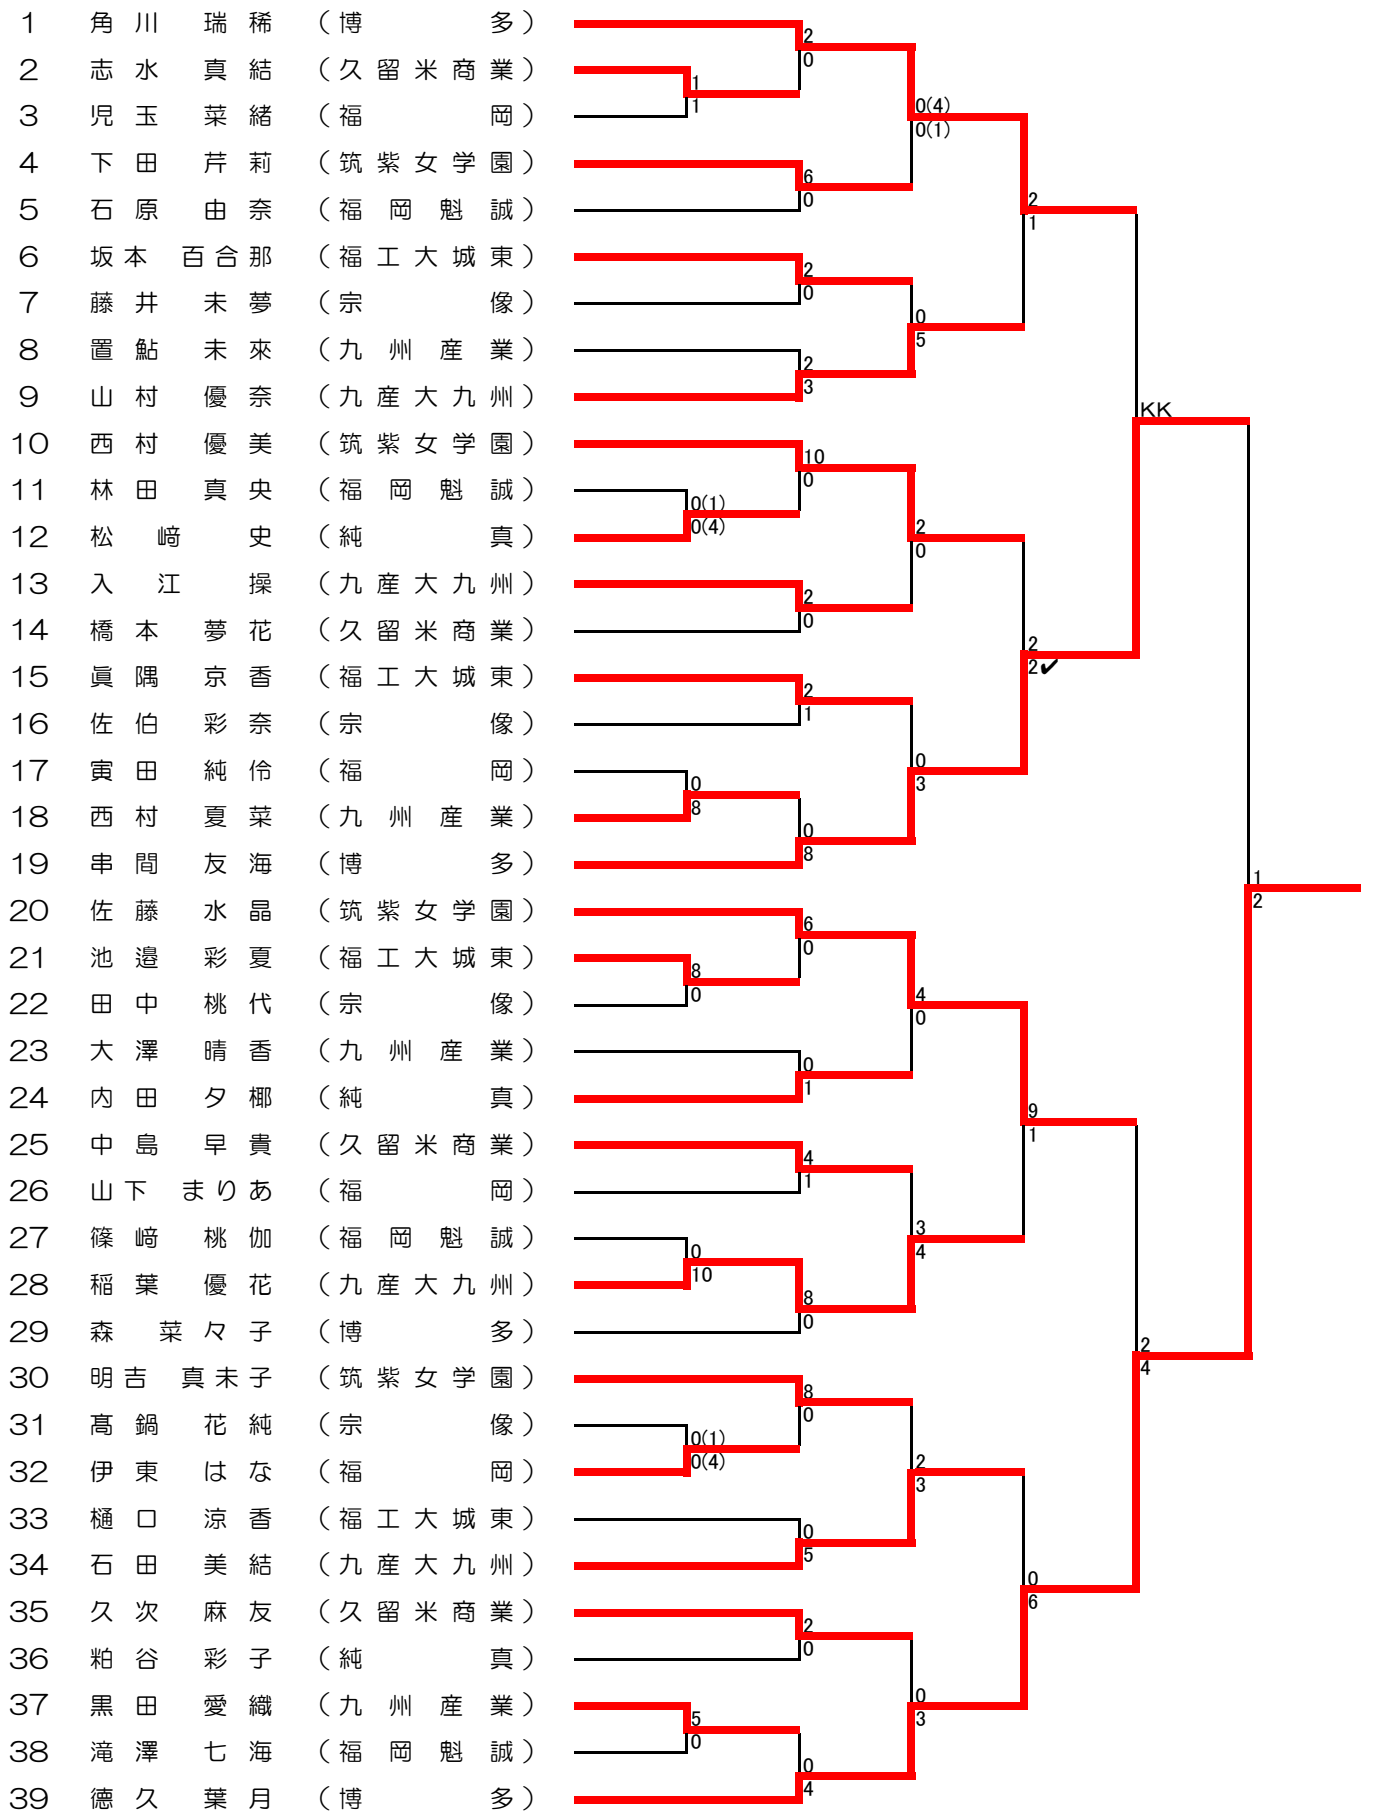 1 角川 瑞稀 (博多)
2 志水 真結 (久留米商業)
3 児玉 菜緒 (福岡)
4 下田 芹莉 (筑紫女学園)
5 石原 由奈 (福岡魁誠)
6 坂本 百合那 (福工大城東)
7 藤井 未夢 (宗像)
8 置鮎 未來 (九州産業)
9 山村 優奈 (九産大九州)
10 西村 優美 (筑紫女学園)
11 林田 真央 (福岡魁誠)
12 松﨑 史 (純真)
13 入江 操 (九産大九州)
14 橋本 夢花 (久留米商業)
15 眞隅 京香 (福工大城東)
16 佐伯 彩奈 (宗像)
17 寅田 純伶 (福岡)
18 西村 夏菜 (九州産業)
19 串間 友海 (博多)
20 佐藤 水晶 (筑紫女学園)
21 池邉 彩夏 (福工大城東)
22 田中 桃代 (宗像)
23 大澤 晴香 (九州産業)
24 内田 夕椰 (純真)
25 中島 早貴 (久留米商業)
26 山下 まりあ (福岡)
27 篠﨑 桃伽 (福岡魁誠)
28 稲葉 優花 (九産大九州)
29 森 菜々子 (博多)
30 明吉 真未子 (筑紫女学園)
31 髙鍋 花純 (宗像)
32 伊東 はな (福岡)
33 樋口 涼香 (福工大城東)
34 石田 美結 (九産大九州)
35 久次 麻友 (久留米商業)
36 粕谷 彩子 (純真)
37 黒田 愛織 (九州産業)
38 滝澤 七海 (福岡魁誠)
39 德久 葉月 (博多)
1
1
0(1)
0(4)
0
8
8
0
0
10
0(1)
0(4)
5
0
2
0
6
0
2
0
2
3
10
0
2
0
2
1
0
8
6
0
0
1
4
1
8
0
8
0
0
5
2
0
0
4
0(4)
0(1)
0
5
2
0
0
3
4
0
3
4
2
3
0
3
2
1
2
2✔
9
1
0
6
KK
2
4
1
2